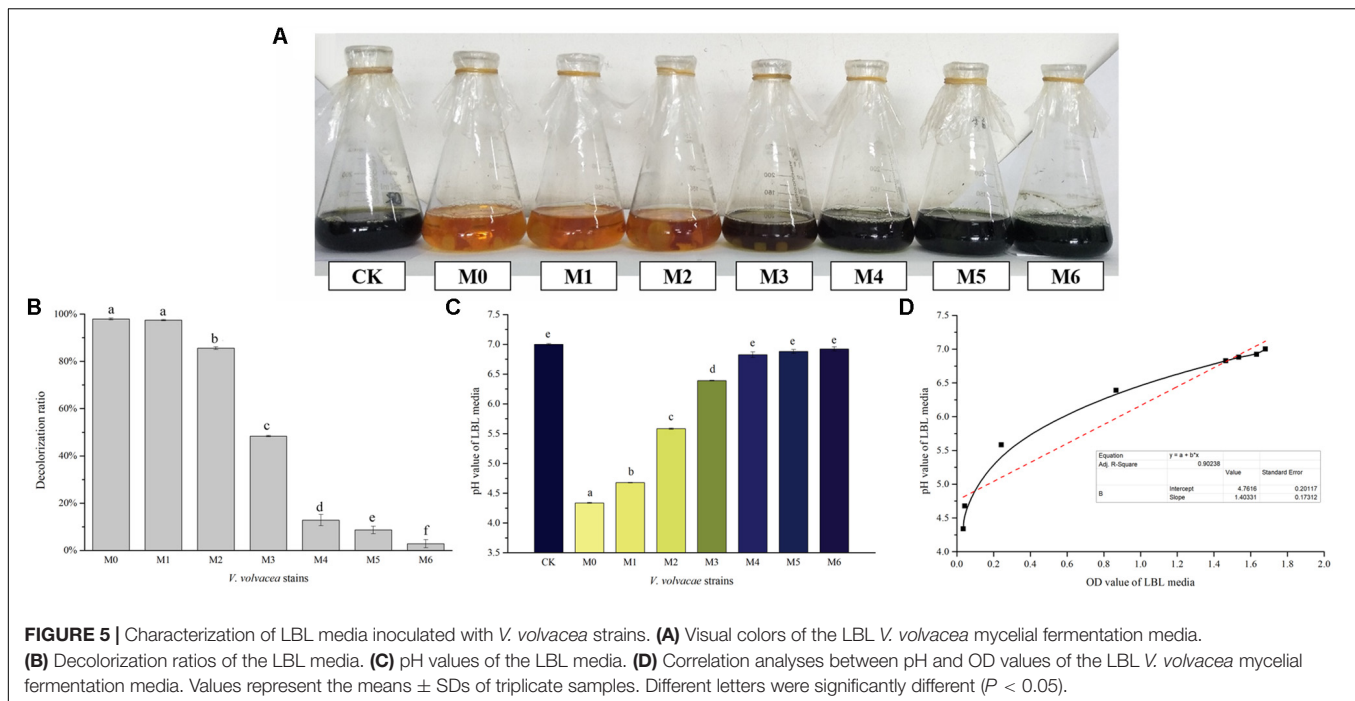 A
CK M0 M1 M2 M3 M4 M5 M6
B
100%
80%
60%
40%
20%
0%
Decolorization ratio
a a b c d e f
M0 M1 M2 M3 M4 M5 M6
V. volvacea stains
C
7.5
7.0
6.5
6.0
5.5
5.0
4.5
4.0
3.5
pH value of LBL media
e a b c d e e e
CK M0 M1 M2 M3 M4 M5 M6
V. volvacae strains
D
7.5
7.0
6.5
6.0
5.5
5.0
4.5
4.0
pH value of LBL media
Equation y = a + b*x
Adj. R-Square 0.90238
Value Standard Error
B Intercept 4.7616 0.20117
Slope 1.40331 0.17312
0.0 0.2 0.4 0.6 0.8 1.0 1.2 1.4 1.6 1.8 2.0
OD value of LBL media
FIGURE 5 | Characterization of LBL media inoculated with V. volvacea strains. (A) Visual colors of the LBL V. volvacea mycelial fermentation media.
(B) Decolorization ratios of the LBL media. (C) pH values of the LBL media. (D) Correlation analyses between pH and OD values of the LBL V. volvacea mycelial
fermentation media. Values represent the means ± SDs of triplicate samples. Different letters were significantly different (P < 0.05).